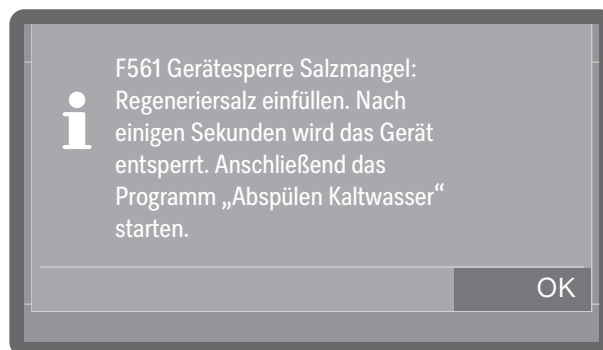 F561 Gerätesperre Salzmangel:
Regeneriersalz einfüllen. Nach
einigen Sekunden wird das Gerät
entsperrt. Anschließend das
Programm „Abspülen Kaltwasser“
starten.
OK